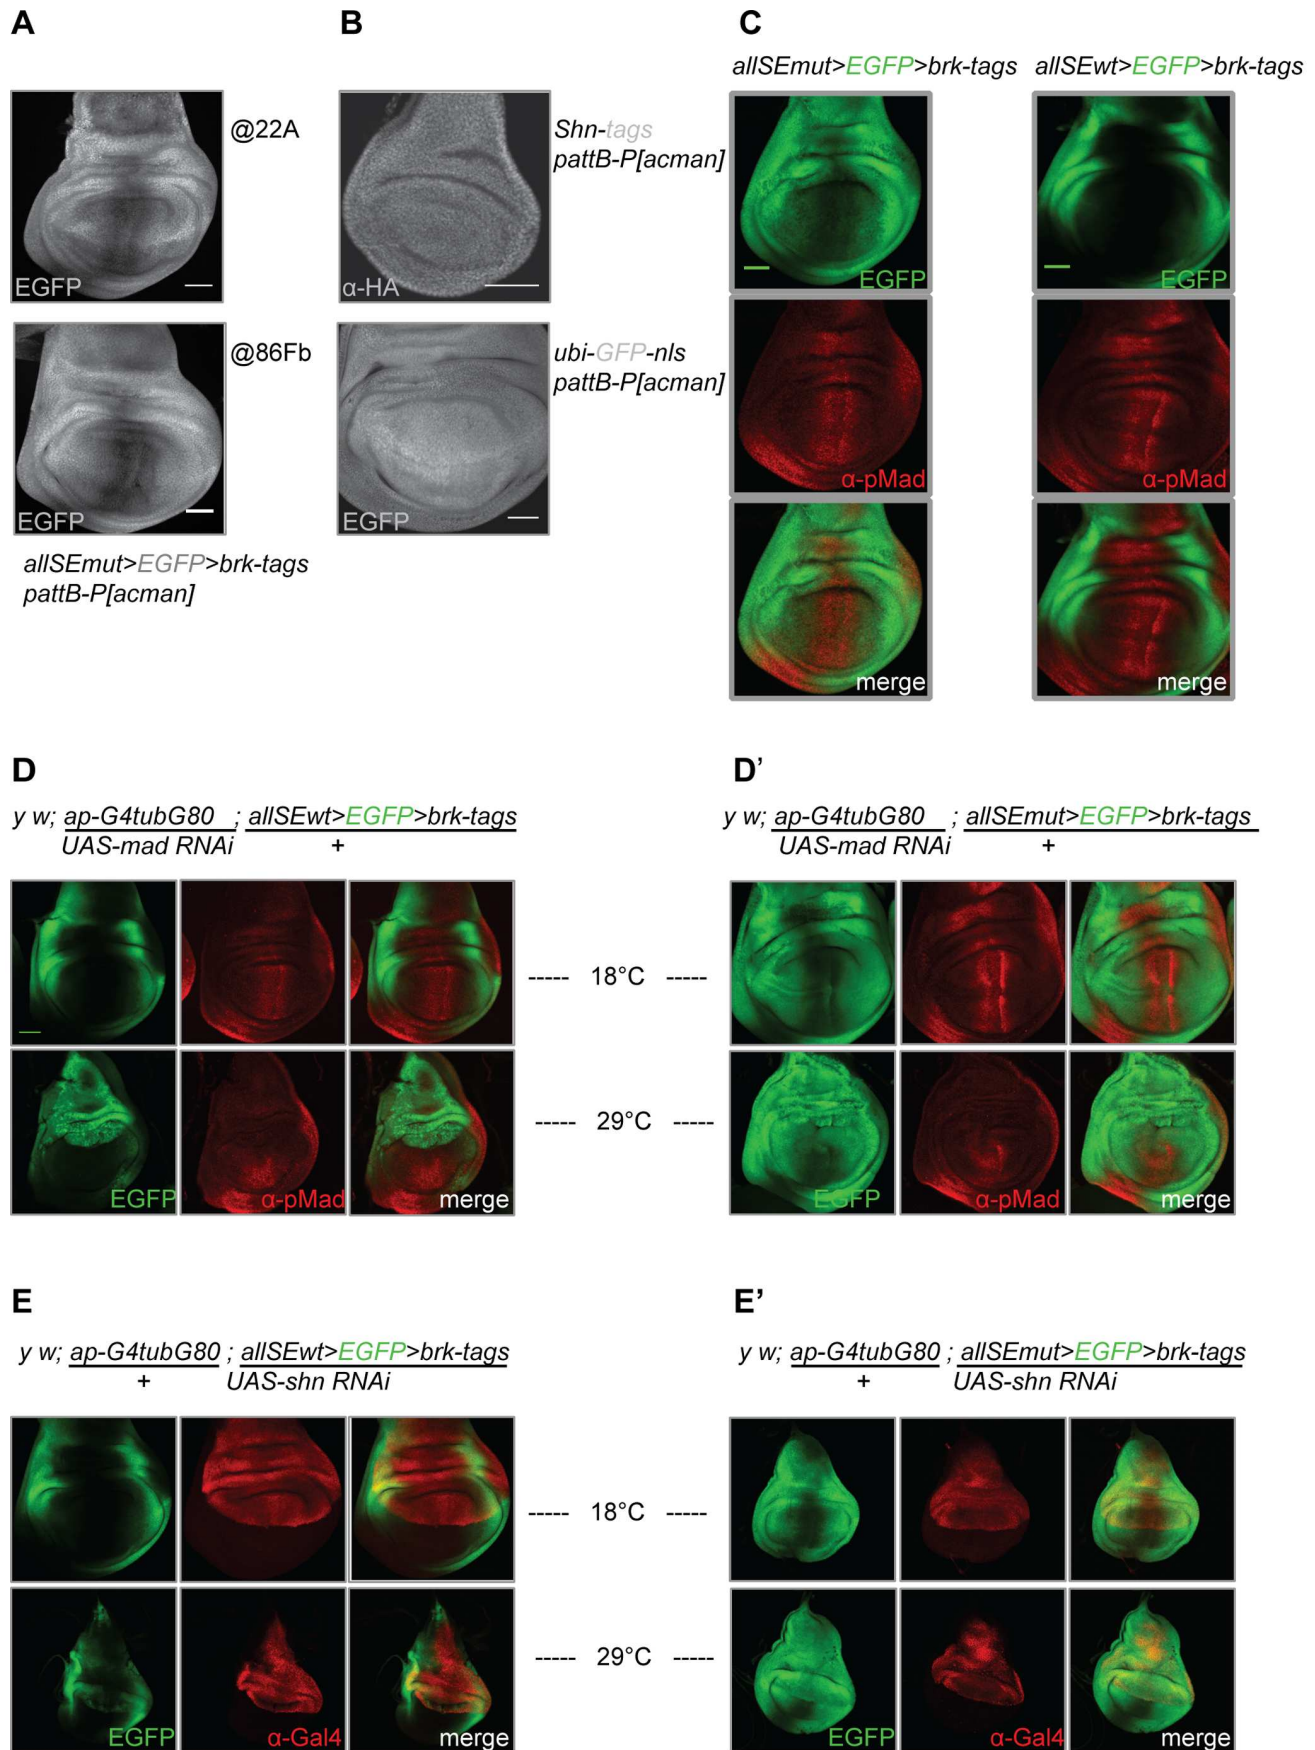 A
B
C
allSEmut>EGFP>brk-tags
allSEwt>EGFP>brk-tags
@22A
EGFP
α-HA
Shn-tags
pattB-P[acman]
EGFP
EGFP
@86Fb
EGFP
EGFP
ubi-GFP-nls
pattB-P[acman]
α-pMad
α-pMad
allSEmut>EGFP>brk-tags
pattB-P[acman]
merge
merge
D
y w; ap-G4tubG80 ; allSEwt>EGFP>brk-tags
UAS-mad RNAi +
D’
y w; ap-G4tubG80 ; allSEmut>EGFP>brk-tags
UAS-mad RNAi +
----- 18°C -----
----- 29°C -----
EGFP α-pMad merge
EGFP α-pMad merge
E
y w; ap-G4tubG80 ; allSEwt>EGFP>brk-tags
+ UAS-shn RNAi
E’
y w; ap-G4tubG80 ; allSEmut>EGFP>brk-tags
+ UAS-shn RNAi
----- 18°C -----
----- 29°C -----
EGFP α-Gal4 merge
EGFP α-Gal4 merge